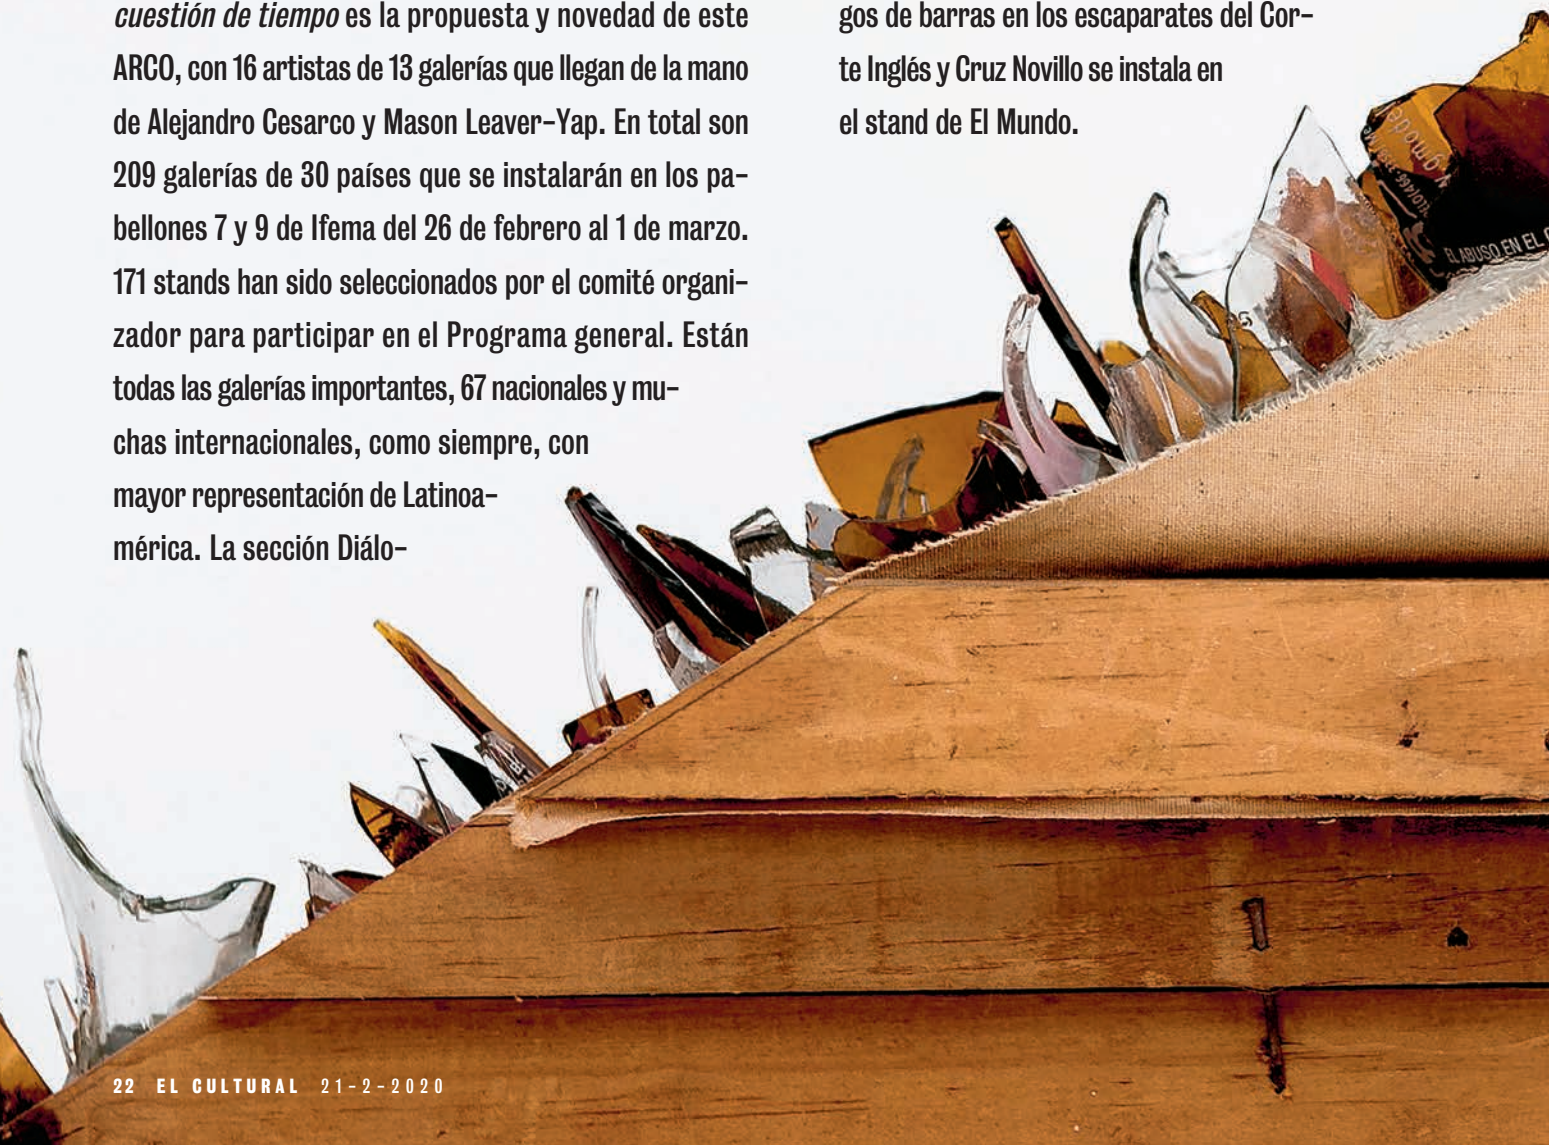 cuestión de tiempo es la propuesta y novedad de este
ARCO, con 16 artistas de 13 galerías que llegan de la mano
de Alejandro Cesarco y Mason Leaver-Yap. En total son
209 galerías de 30 países que se instalarán en los pa-
bellones 7 y 9 de Ifema del 26 de febrero al 1 de marzo.
171 stands han sido seleccionados por el comité organi-
zador para participar en el Programa general. Están
todas las galerías importantes, 67 nacionales y mu-
chas internacionales, como siempre, con
mayor representación de Latinoa-
mérica. La sección Diálo-
gos de barras en los escaparates del Cor-
te Inglés y Cruz Novillo se instala en
el stand de El Mundo.
EL ABUSO EN EL
22 EL CULTURAL 21-2-2020